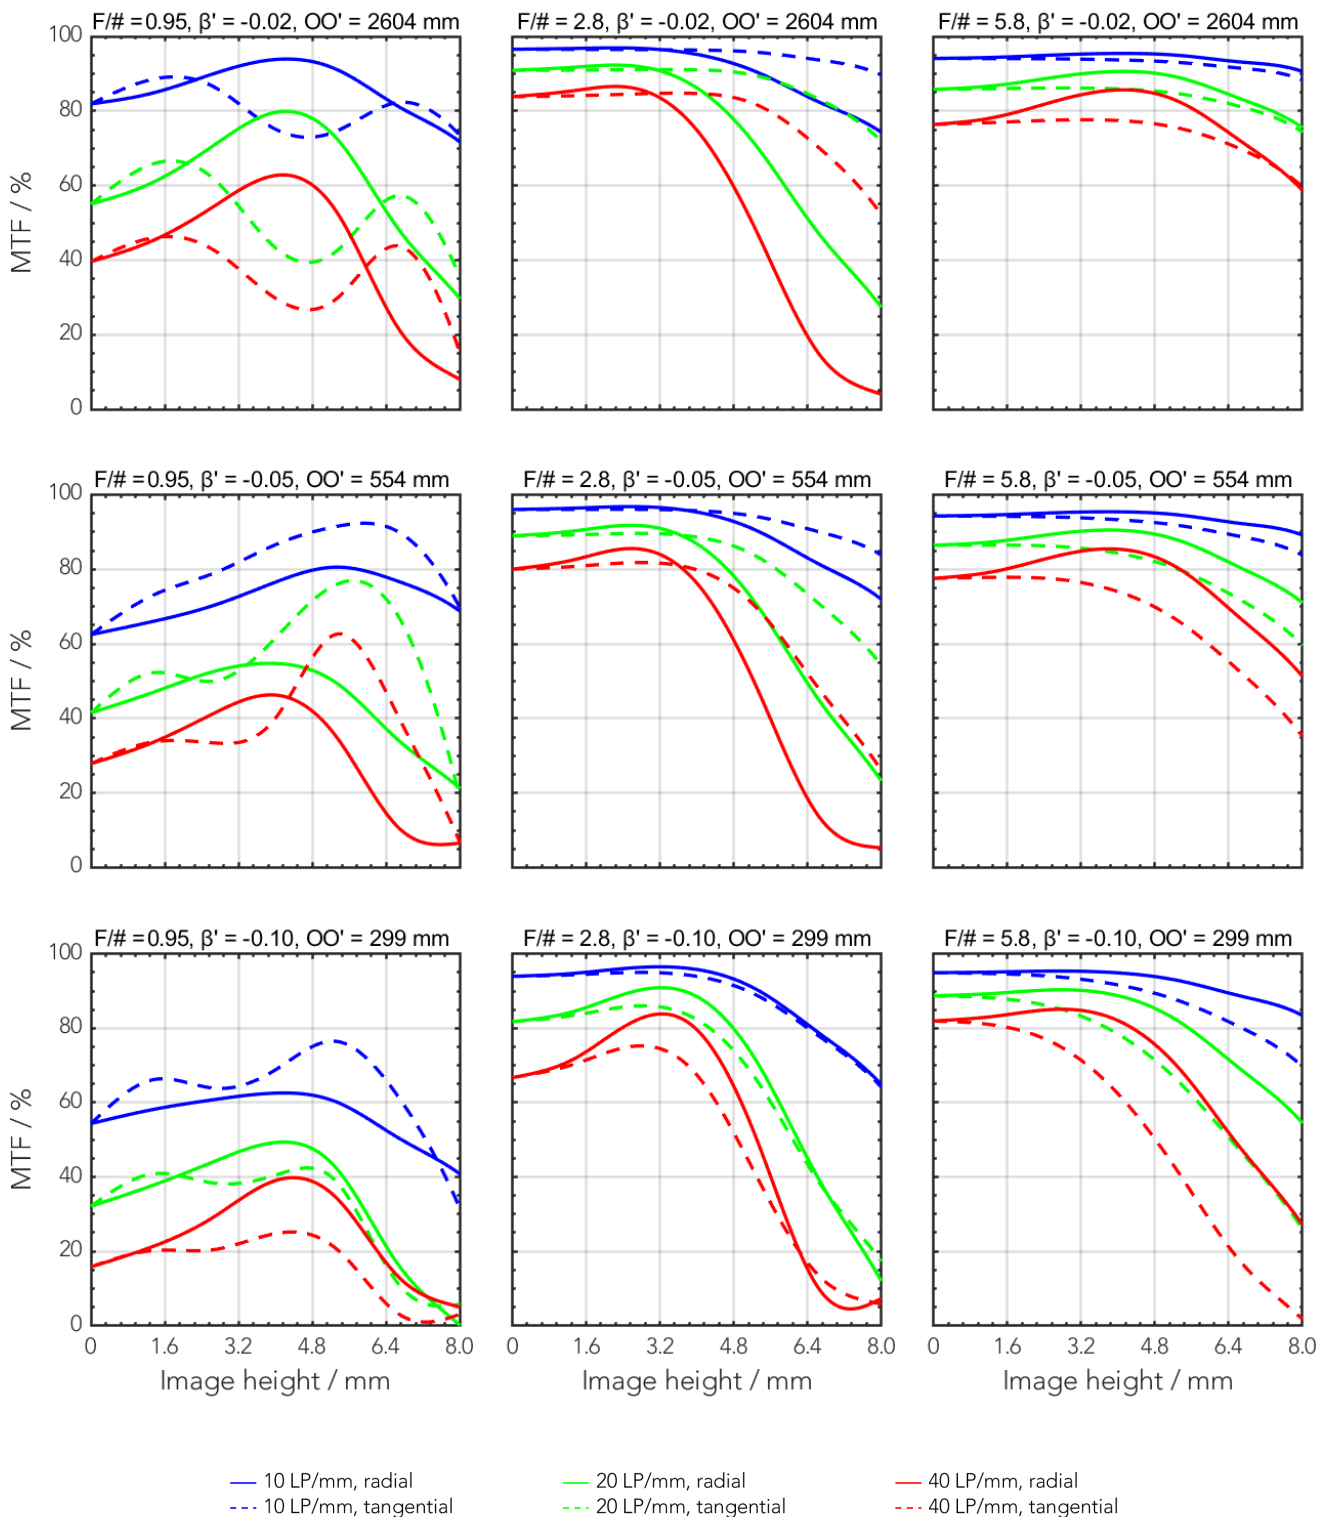 F/# =0.95, β' = -0.02, OO' = 2604 mm
F/# = 2.8, β' = -0.02, OO' = 2604 mm
F/# = 5.8, β' = -0.02, OO' = 2604 mm
100
80
60
40
20
0
MTF / %
F/# =0.95, β' = -0.05, OO' = 554 mm
F/# = 2.8, β' = -0.05, OO' = 554 mm
F/# = 5.8, β' = -0.05, OO' = 554 mm
100
80
60
40
20
0
MTF / %
F/# =0.95, β' = -0.10, OO' = 299 mm
F/# = 2.8, β' = -0.10, OO' = 299 mm
F/# = 5.8, β' = -0.10, OO' = 299 mm
100
80
60
40
20
0
MTF / %
0 1.6 3.2 4.8 6.4 8.0
0 1.6 3.2 4.8 6.4 8.0
0 1.6 3.2 4.8 6.4 8.0
Image height / mm
Image height / mm
Image height / mm
10 LP/mm, radial
20 LP/mm, radial
40 LP/mm, radial
10 LP/mm, tangential
20 LP/mm, tangential
40 LP/mm, tangential